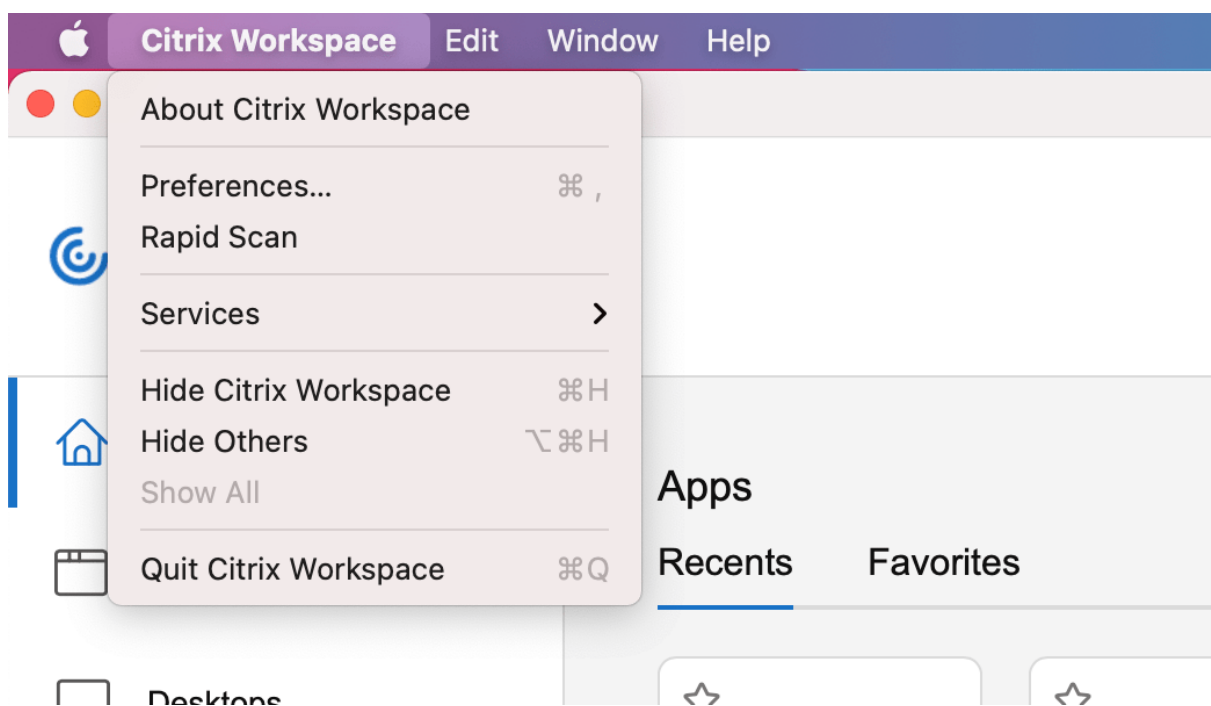 Citrix Workspace Edit Window Help
About Citrix Workspace
Preferences... ⌘ ,
Rapid Scan
Services
Hide Citrix Workspace ⌘H
Hide Others ⌥⌘H
Show All
Quit Citrix Workspace ⌘Q
Apps
Recents Favorites
Desktops